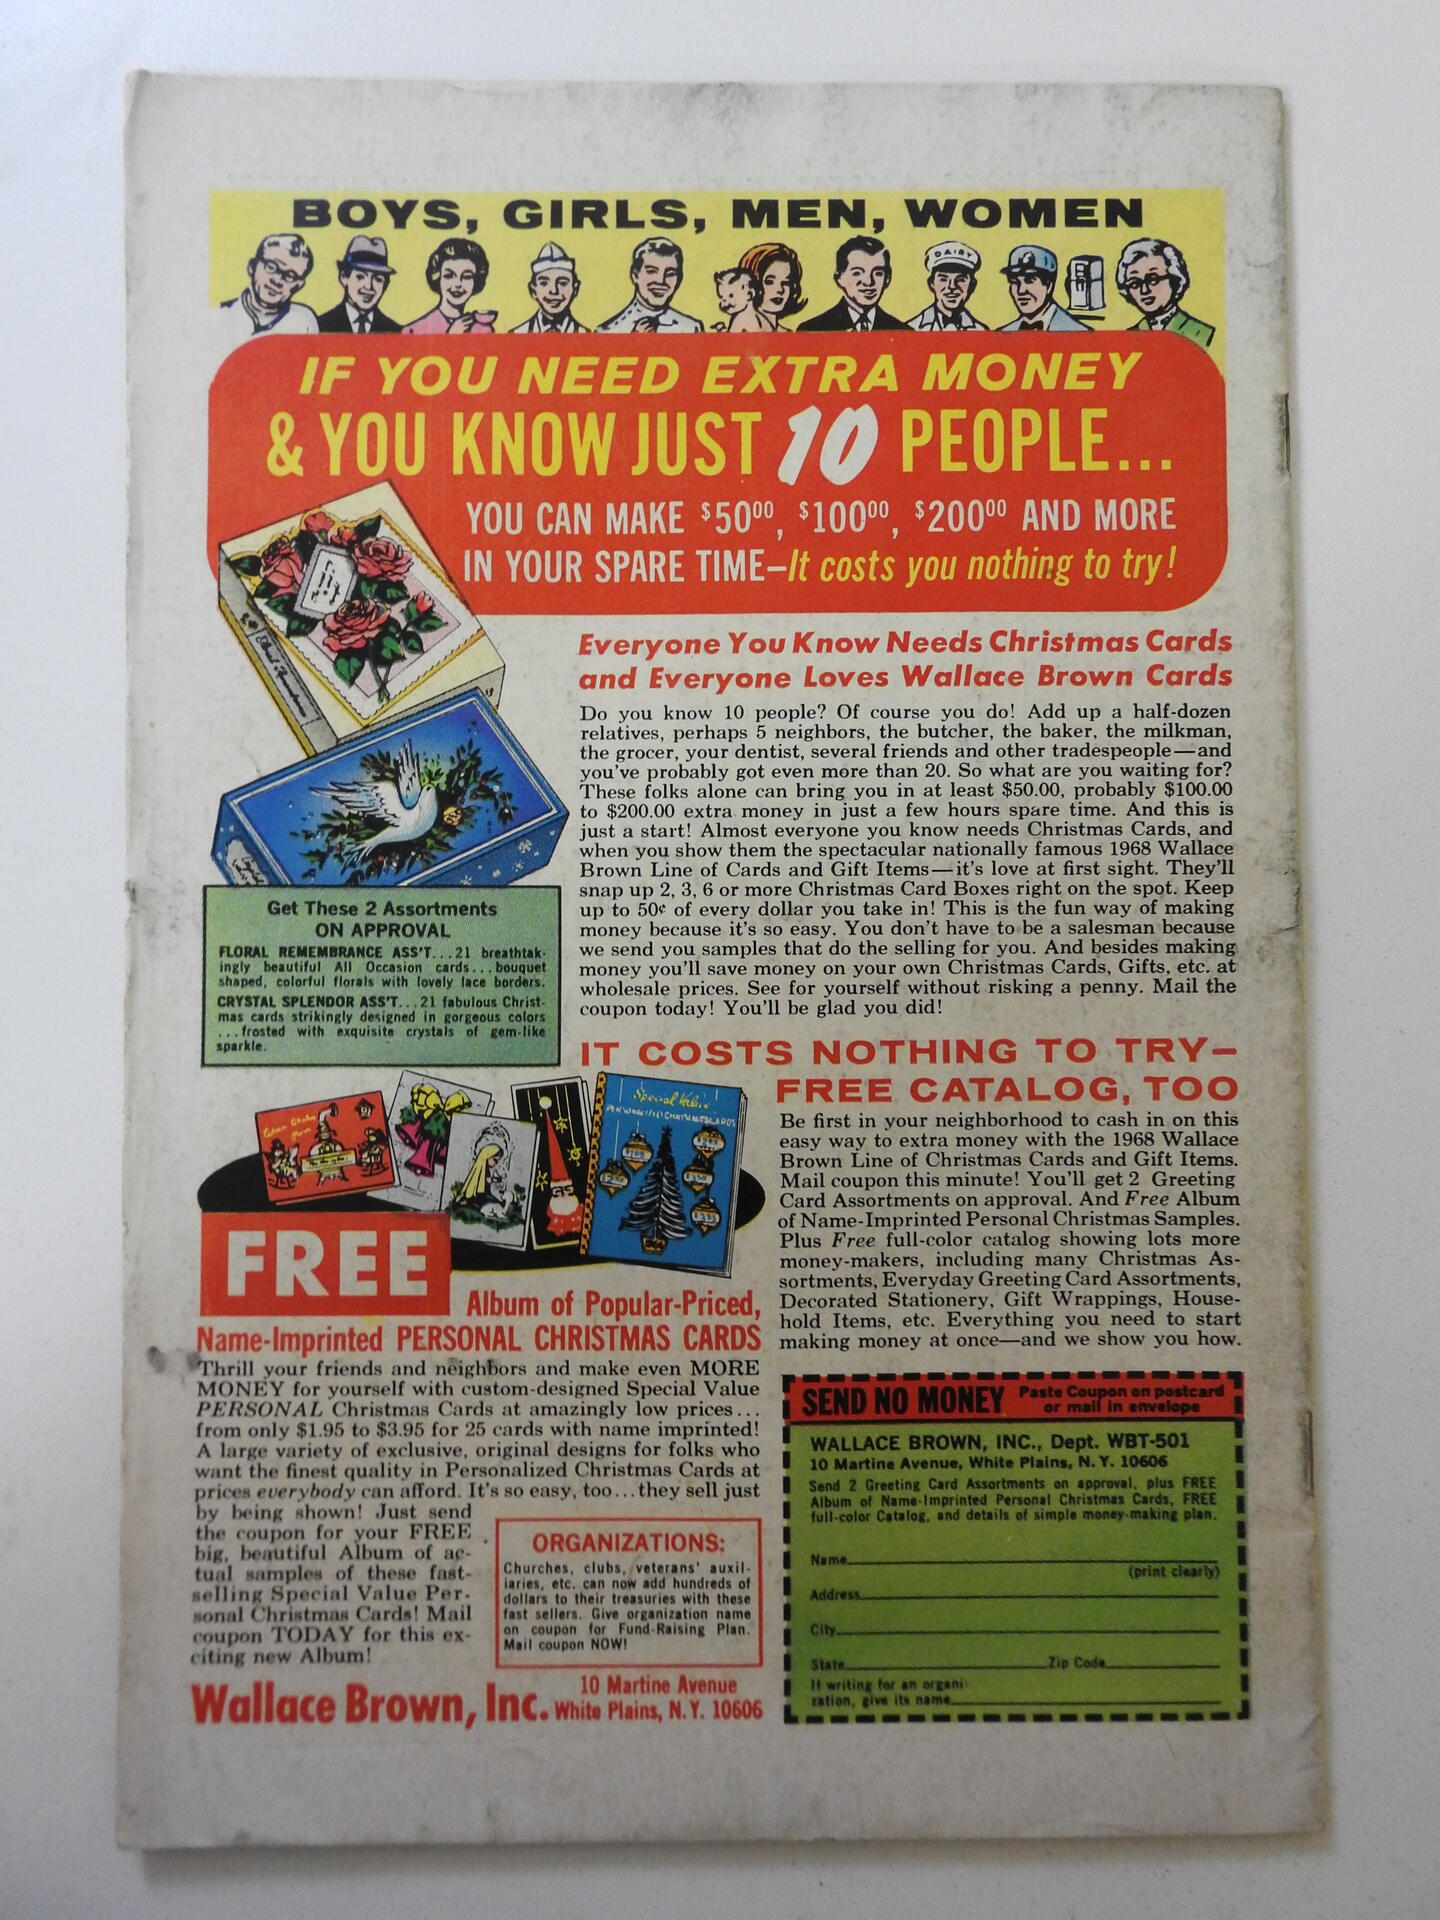 BOYS, GIRLS, MEN, WOMEN
DAIRY
IF YOU NEED EXTRA MONEY
& YOU KNOW JUST 10 PEOPLE...
YOU CAN MAKE $50⁰⁰, $100⁰⁰, $200⁰⁰ AND MORE
IN YOUR SPARE TIME—It costs you nothing to try!
Everyone You Know Needs Christmas Cards
and Everyone Loves Wallace Brown Cards
Do you know 10 people? Of course you do! Add up a half-dozen
relatives, perhaps 5 neighbors, the butcher, the baker, the milkman,
the grocer, your dentist, several friends and other tradespeople—and
you've probably got even more than 20. So what are you waiting for?
These folks alone can bring you in at least $50.00, probably $100.00
to $200.00 extra money in just a few hours spare time. And this is
just a start! Almost everyone you know needs Christmas Cards, and
when you show them the spectacular nationally famous 1968 Wallace
Brown Line of Cards and Gift Items—it's love at first sight. They'll
snap up 2, 3, 6 or more Christmas Card Boxes right on the spot. Keep
up to 50¢ of every dollar you take in! This is the fun way of making
money because it's so easy. You don't have to be a salesman because
we send you samples that do the selling for you. And besides making
money you'll save money on your own Christmas Cards, Gifts, etc. at
wholesale prices. See for yourself without risking a penny. Mail the
coupon today! You'll be glad you did!
Get These 2 Assortments
ON APPROVAL
FLORAL REMEMBRANCE ASS'T...21 breathtak-
ingly beautiful All Occasion cards...bouquet
shaped, colorful florals with lovely lace borders.
CRYSTAL SPLENDOR ASS'T...21 fabulous Christ-
mas cards strikingly designed in gorgeous colors
...frosted with exquisite crystals of gem-like
sparkle.
IT COSTS NOTHING TO TRY—
FREE CATALOG, TOO
Be first in your neighborhood to cash in on this
easy way to extra money with the 1968 Wallace
Brown Line of Christmas Cards and Gift Items.
Mail coupon this minute! You'll get 2 Greeting
Card Assortments on approval. And Free Album
of Name-Imprinted Personal Christmas Samples.
Plus Free full-color catalog showing lots more
money-makers, including many Christmas As-
sortments, Everyday Greeting Card Assortments,
Decorated Stationery, Gift Wrappings, House-
hold Items, etc. Everything you need to start
making money at once—and we show you how.
Special Value
PERSONALIZED CHRISTMAS CARDS
FREE
Album of Popular-Priced,
Name-Imprinted PERSONAL CHRISTMAS CARDS
Thrill your friends and neighbors and make even MORE
MONEY for yourself with custom-designed Special Value
PERSONAL Christmas Cards at amazingly low prices...
from only $1.95 to $3.95 for 25 cards with name imprinted!
A large variety of exclusive, original designs for folks who
want the finest quality in Personalized Christmas Cards at
prices everybody can afford. It's so easy, too...they sell just
by being shown! Just send
the coupon for your FREE
big, beautiful Album of ac-
tual samples of these fast-
selling Special Value Per-
sonal Christmas Cards! Mail
coupon TODAY for this ex-
citing new Album!
ORGANIZATIONS:
Churches, clubs, veterans' auxil-
iaries, etc. can now add hundreds of
dollars to their treasuries with these
fast sellers. Give organization name
on coupon for Fund-Raising Plan.
Mail coupon NOW!
Wallace Brown, Inc. 10 Martine Avenue
White Plains, N.Y. 10606
SEND NO MONEY Paste Coupon on postcard
or mail in envelope
WALLACE BROWN, INC., Dept. WBT-501
10 Martine Avenue, White Plains, N.Y. 10606
Send 2 Greeting Card Assortments on approval, plus FREE
Album of Name-Imprinted Personal Christmas Cards, FREE
full-color Catalog, and details of simple money-making plan.
Name
(print clearly)
Address
City
State Zip Code
If writing for an organi-
zation, give its name